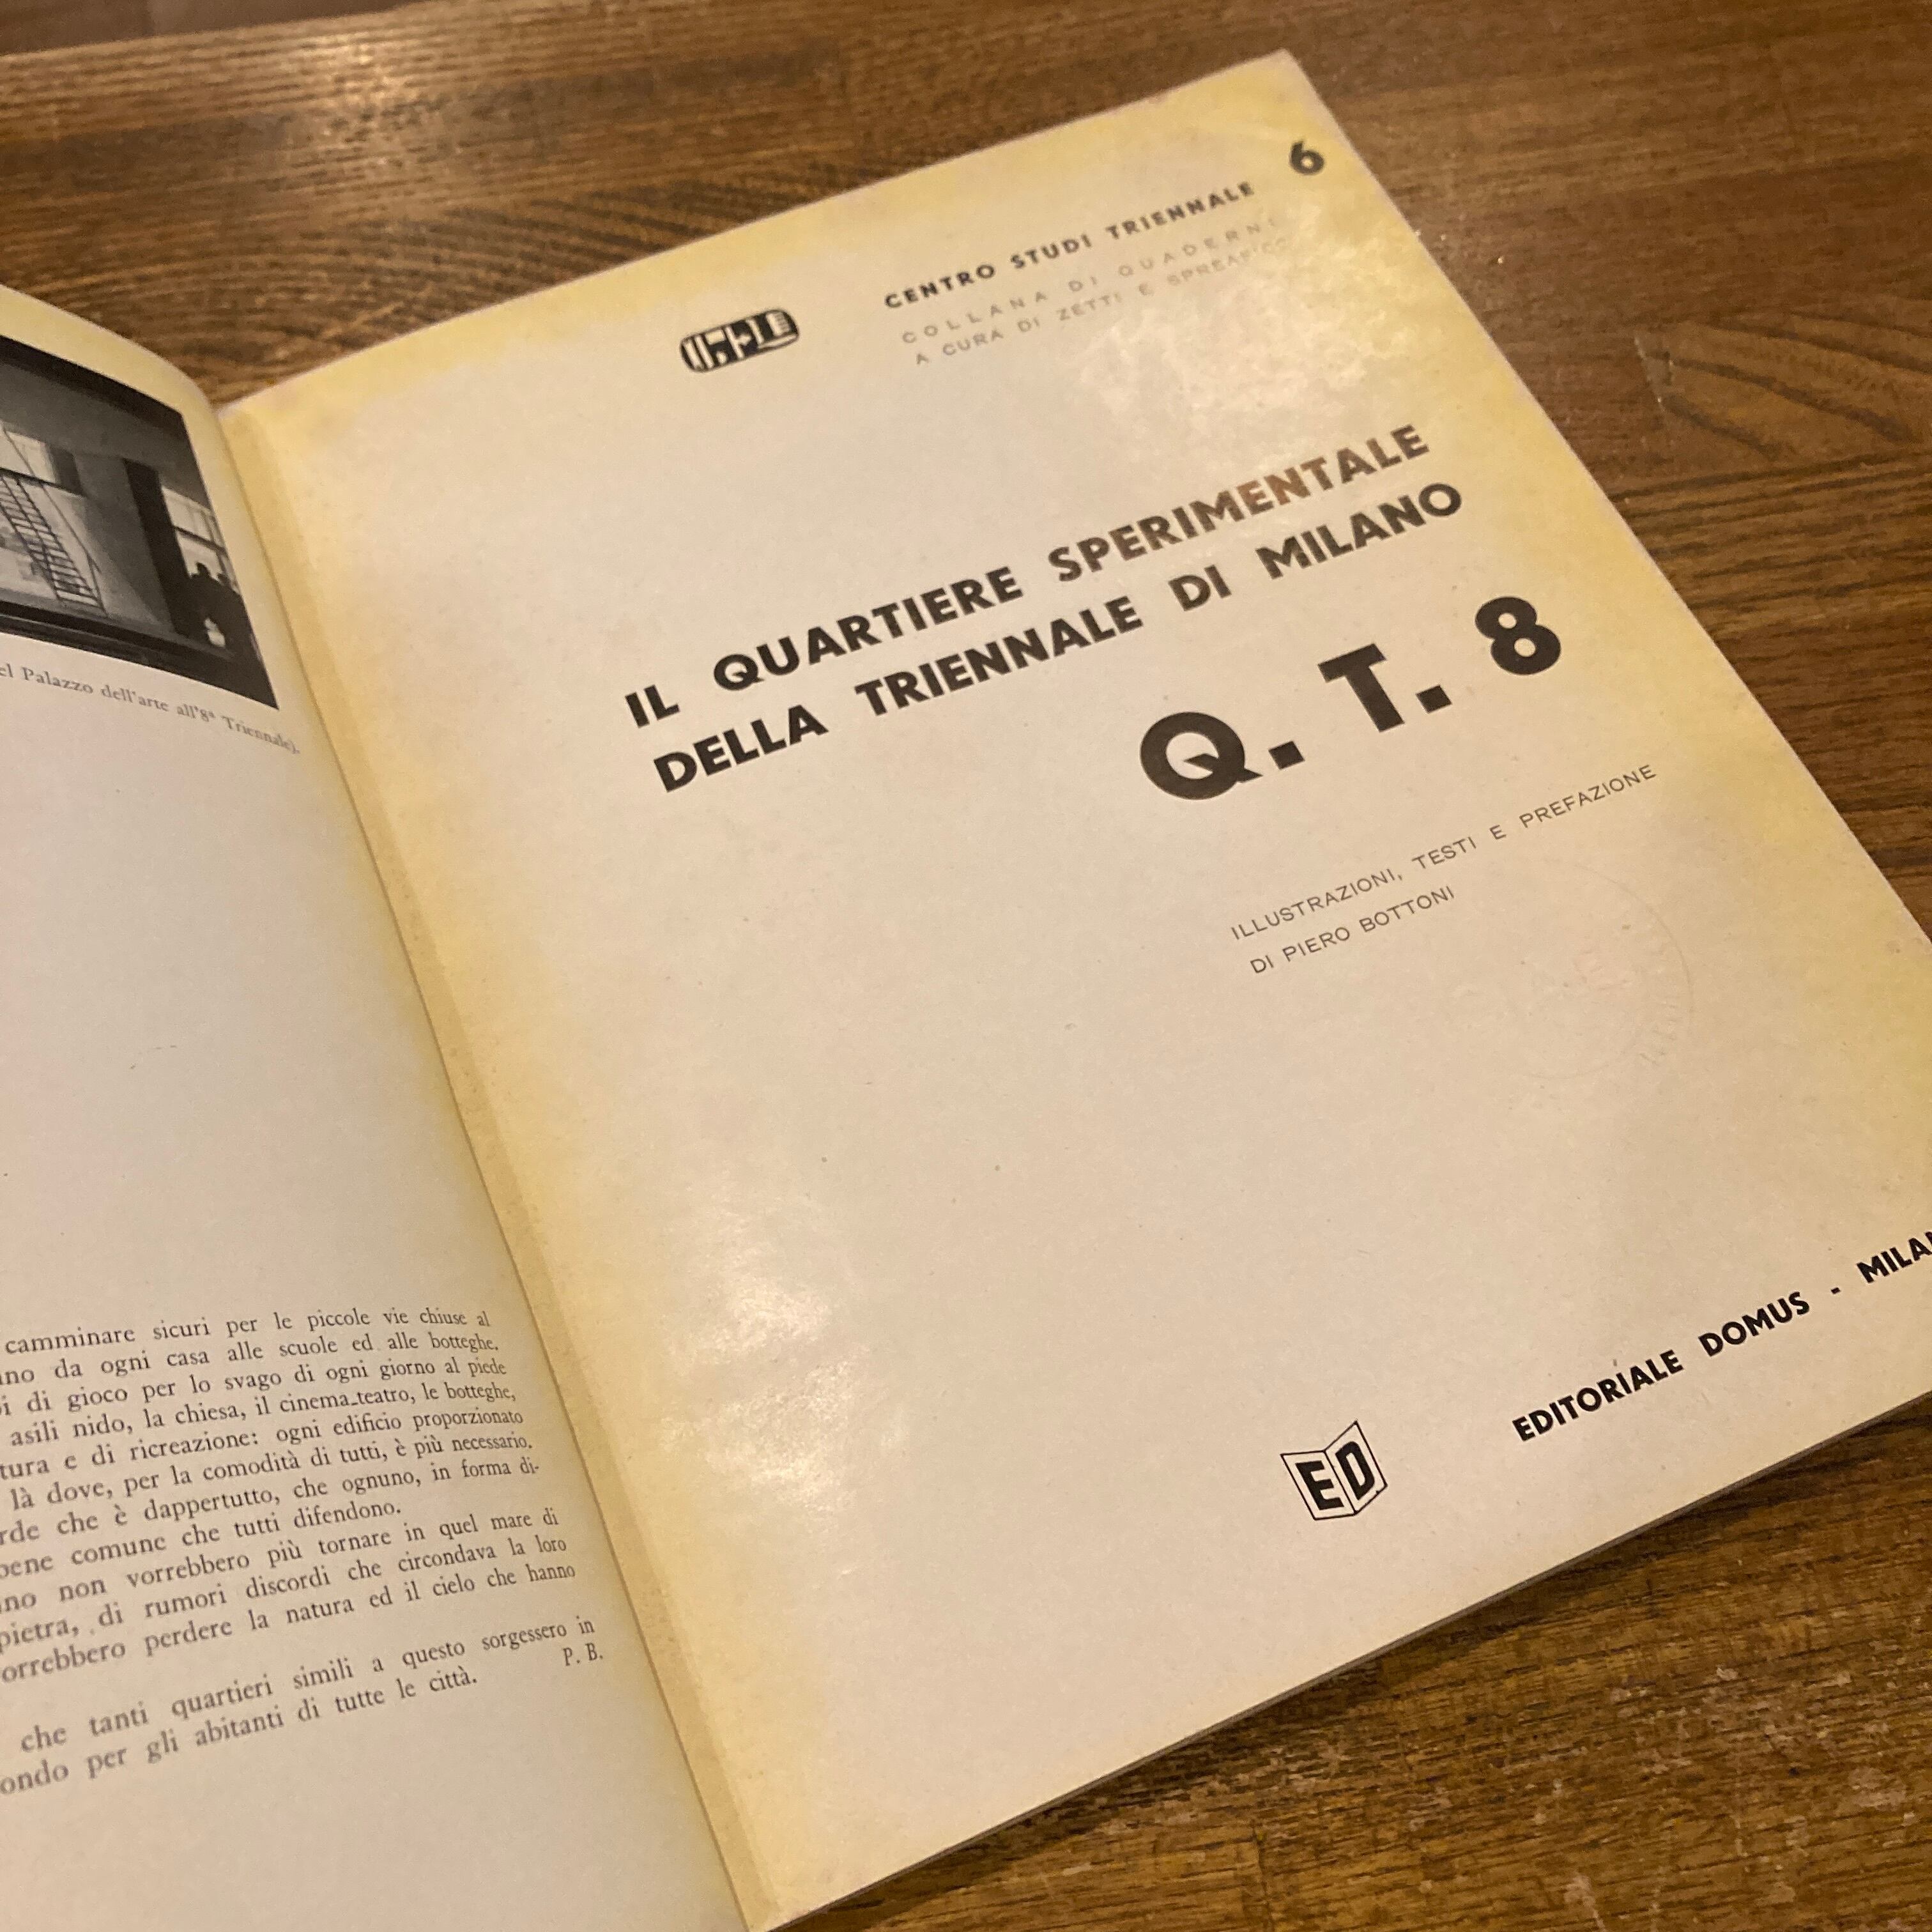 el Palazzo dell'arte all'8ª Triennale).
camminare sicuri per le piccole vie chiuse al
da ogni casa alle scuole ed alle botteghe.
di gioco per lo svago di ogni giorno al piede
asili nido, la chiesa, il cinema-teatro, le botteghe,
tura e di ricreazione: ogni edificio proporzionato
là dove, per la comodità di tutti, è più necessario.
rde che è dappertutto, che ognuno, in forma di-
bene comune che tutti difendono.
no non vorrebbero più tornare in quel mare di
pietra, di rumori discordi che circondava la loro
orrebbero perdere la natura ed il cielo che hanno
che tanti quartieri simili a questo sorgessero in
ondo per gli abitanti di tutte le città.
P. B.
6
CENTRO STUDI TRIENNALE
COLLANA DI QUADERNI
A CURA DI ZETTI E SPREAFICO
IL QUARTIERE SPERIMENTALE
DELLA TRIENNALE DI MILANO
Q. T. 8
ILLUSTRAZIONI, TESTI E PREFAZIONE
DI PIERO BOTTONI
ED
EDITORIALE DOMUS - MILA